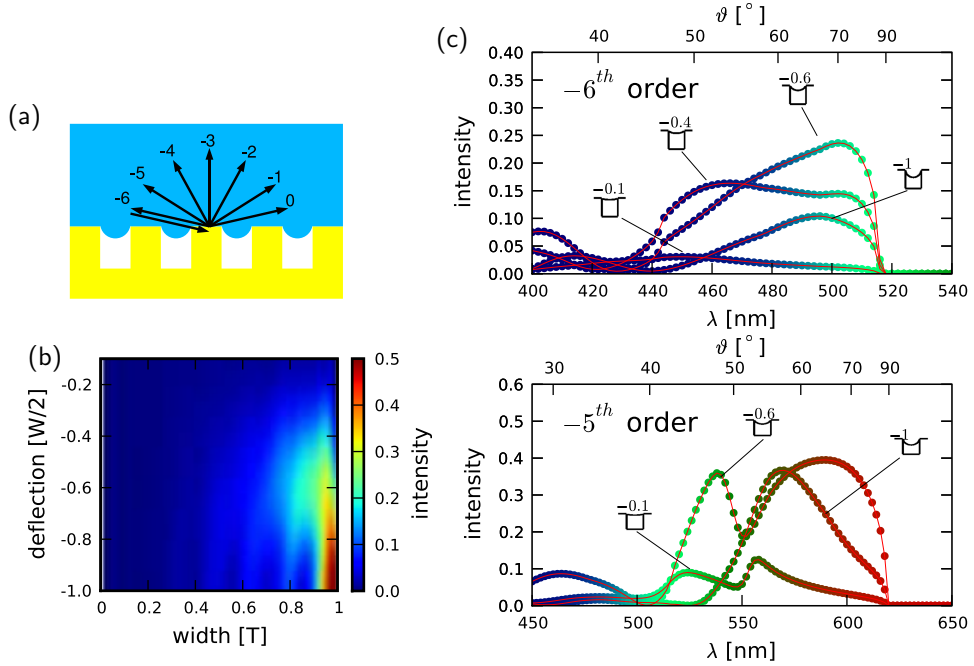 (a)
-6
-5
-4
-3
-2
-1
0
(b)
deflection [W/2]
-0.2
-0.4
-0.6
-0.8
-1.0
0 0.2 0.4 0.6 0.8 1
width [T]
0.5
0.4
0.3
0.2
0.1
0.0
intensity
(c)
ϑ [°]
40 50 60 70 90
−6th order
−0.6
−0.4
−0.1
−1
intensity
0.40
0.35
0.30
0.25
0.20
0.15
0.10
0.05
0.00
400 420 440 460 480 500 520 540
λ [nm]
ϑ [°]
30 40 50 60 70 90
−5th order
−0.6
−1
−0.1
intensity
0.6
0.5
0.4
0.3
0.2
0.1
0.0
450 500 550 600 650
λ [nm]